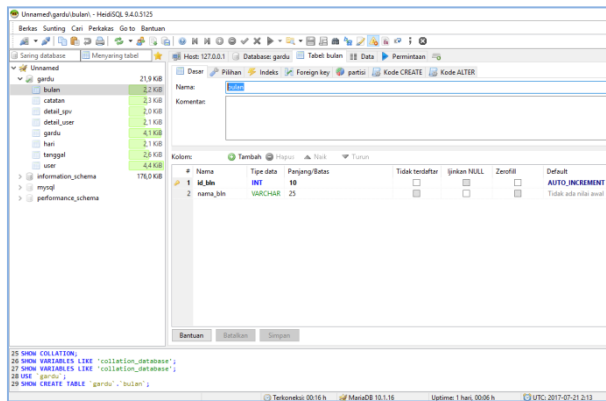 Unnamed\gardu\bulan\ - HeidiSQL 9.4.0.5125
Berkas Sunting Cari Perkakas Go to Bantuan
Saring database Menyaring tabel Host: 127.0.0.1 Database: gardu Tabel: bulan Data Permintaan
Unnamed
gardu 21,9 KiB
bulan 2,2 KiB
catatan 2,3 KiB
detail_spv 2,0 KiB
detail_user 2,1 KiB
gardu 4,1 KiB
hari 2,1 KiB
tanggal 2,6 KiB
user 4,4 KiB
information_schema 176,0 KiB
mysql
performance_schema
Dasar Pilihan Indeks Foreign key partisi Kode CREATE Kode ALTER
Nama: bulan
Komentar:
Kolom: Tambah Hapus Naik Turun
# Nama Tipe data Panjang/Batas Tidak terdaftar Ijinkan NULL Zerofill Default
1 id_bln INT 10 AUTO_INCREMENT
2 nama_bln VARCHAR 25 Tidak ada nilai awal
Bantuan Batalkan Simpan
25 SHOW COLLATION;
26 SHOW VARIABLES LIKE 'collation_database';
27 SHOW VARIABLES LIKE 'collation_database';
28 USE `gardu`;
29 SHOW CREATE TABLE `gardu`.`bulan`;
Terkoneksi: 00:16 h MariaDB 10.1.16 Uptime: 1 hari, 00:06 h UTC: 2017-07-21 2:13